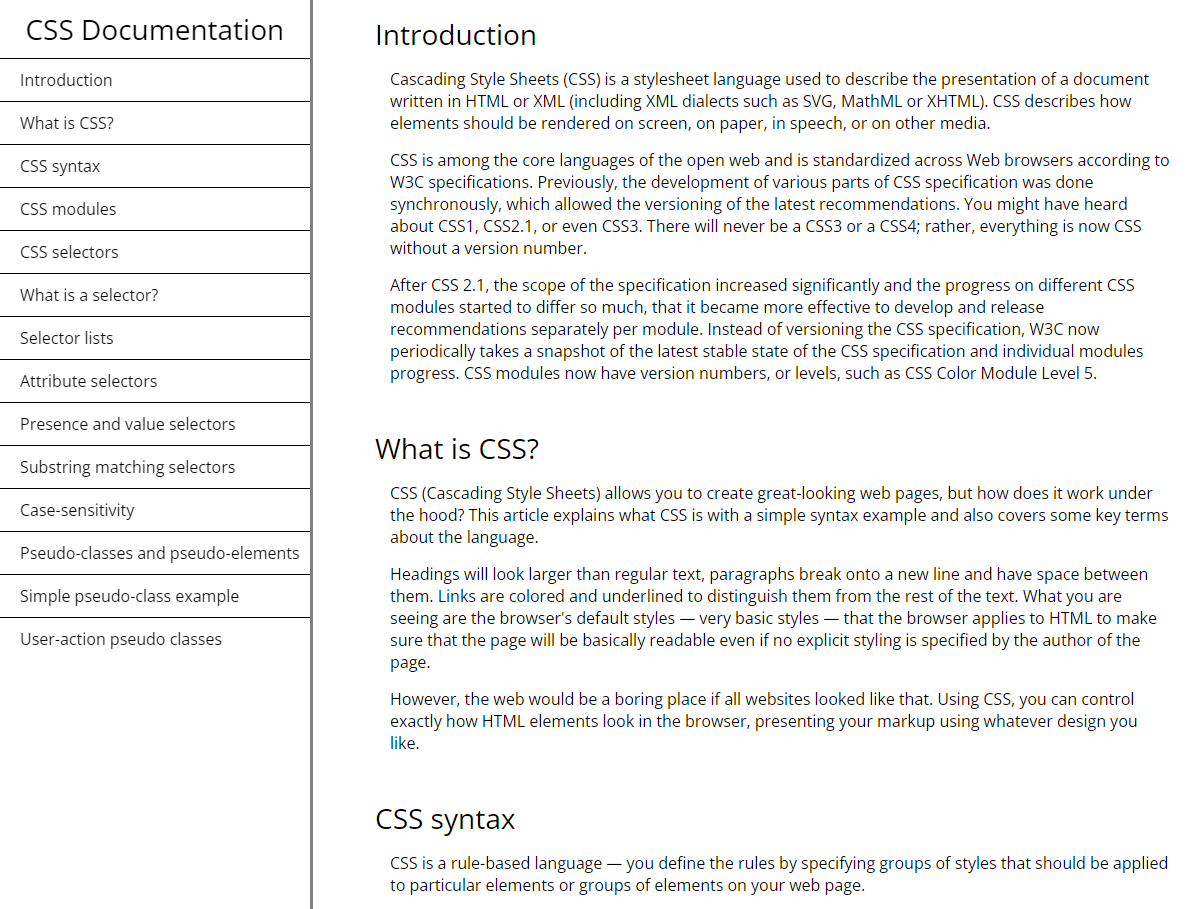 CSS Documentation
Introduction
What is CSS?
CSS syntax
CSS modules
CSS selectors
What is a selector?
Selector lists
Attribute selectors
Presence and value selectors
Substring matching selectors
Case-sensitivity
Pseudo-classes and pseudo-elements
Simple pseudo-class example
User-action pseudo classes
Introduction
Cascading Style Sheets (CSS) is a stylesheet language used to describe the presentation of a document
written in HTML or XML (including XML dialects such as SVG, MathML or XHTML). CSS describes how
elements should be rendered on screen, on paper, in speech, or on other media.
CSS is among the core languages of the open web and is standardized across Web browsers according to
W3C specifications. Previously, the development of various parts of CSS specification was done
synchronously, which allowed the versioning of the latest recommendations. You might have heard
about CSS1, CSS2.1, or even CSS3. There will never be a CSS3 or a CSS4; rather, everything is now CSS
without a version number.
After CSS 2.1, the scope of the specification increased significantly and the progress on different CSS
modules started to differ so much, that it became more effective to develop and release
recommendations separately per module. Instead of versioning the CSS specification, W3C now
periodically takes a snapshot of the latest stable state of the CSS specification and individual modules
progress. CSS modules now have version numbers, or levels, such as CSS Color Module Level 5.
What is CSS?
CSS (Cascading Style Sheets) allows you to create great-looking web pages, but how does it work under
the hood? This article explains what CSS is with a simple syntax example and also covers some key terms
about the language.
Headings will look larger than regular text, paragraphs break onto a new line and have space between
them. Links are colored and underlined to distinguish them from the rest of the text. What you are
seeing are the browser's default styles — very basic styles — that the browser applies to HTML to make
sure that the page will be basically readable even if no explicit styling is specified by the author of the
page.
However, the web would be a boring place if all websites looked like that. Using CSS, you can control
exactly how HTML elements look in the browser, presenting your markup using whatever design you
like.
CSS syntax
CSS is a rule-based language — you define the rules by specifying groups of styles that should be applied
to particular elements or groups of elements on your web page.